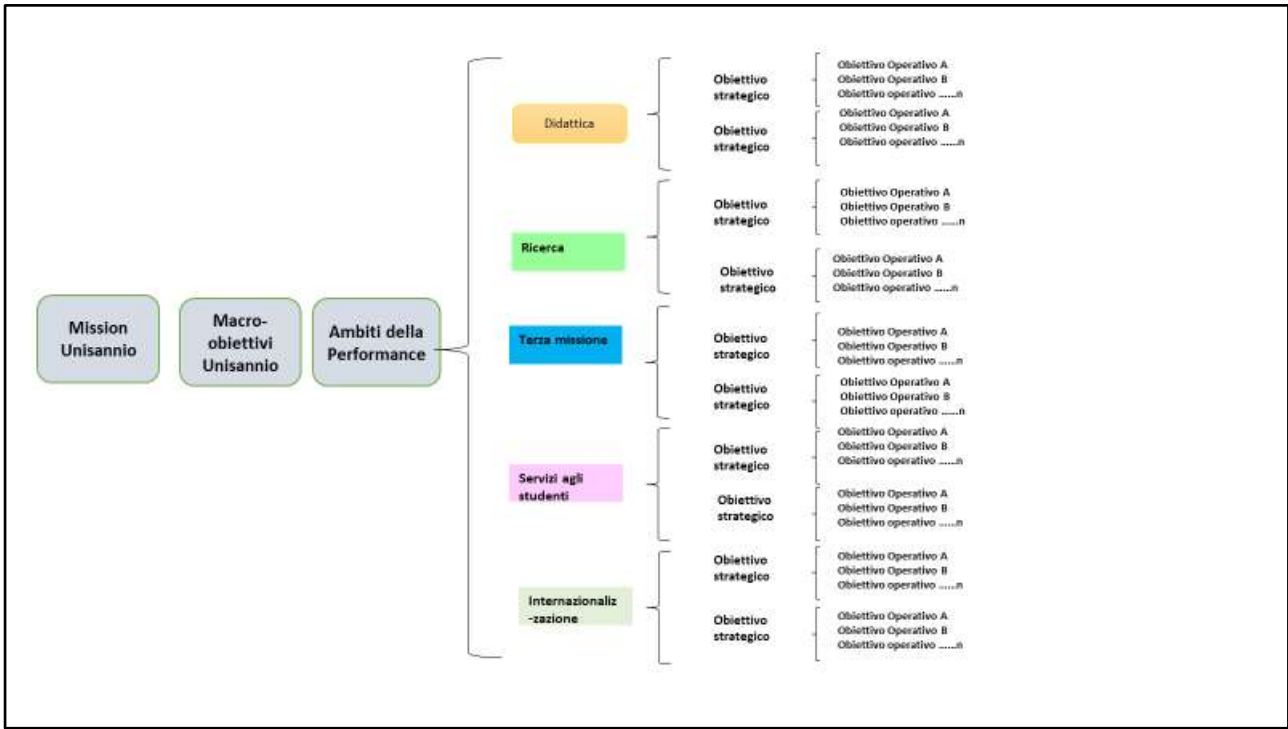 Mission
Unisannio
Macro-
obiettivi
Unisannio
Ambiti della
Performance
Didattica
Obiettivo
strategico
Obiettivo Operativo A
Obiettivo Operativo B
Obiettivo operativo ......n
Obiettivo
strategico
Obiettivo Operativo A
Obiettivo Operativo B
Obiettivo operativo ......n
Ricerca
Obiettivo
strategico
Obiettivo Operativo A
Obiettivo Operativo B
Obiettivo operativo ......n
Obiettivo
strategico
Obiettivo Operativo A
Obiettivo Operativo B
Obiettivo operativo ......n
Terza missione
Obiettivo
strategico
Obiettivo Operativo A
Obiettivo Operativo B
Obiettivo operativo ......n
Obiettivo
strategico
Obiettivo Operativo A
Obiettivo Operativo B
Obiettivo operativo ......n
Servizi agli
studenti
Obiettivo
strategico
Obiettivo Operativo A
Obiettivo Operativo B
Obiettivo operativo ......n
Obiettivo
strategico
Obiettivo Operativo A
Obiettivo Operativo B
Obiettivo operativo ......n
Internazionaliz
-zazione
Obiettivo
strategico
Obiettivo Operativo A
Obiettivo Operativo B
Obiettivo operativo ......n
Obiettivo
strategico
Obiettivo Operativo A
Obiettivo Operativo B
Obiettivo operativo ......n